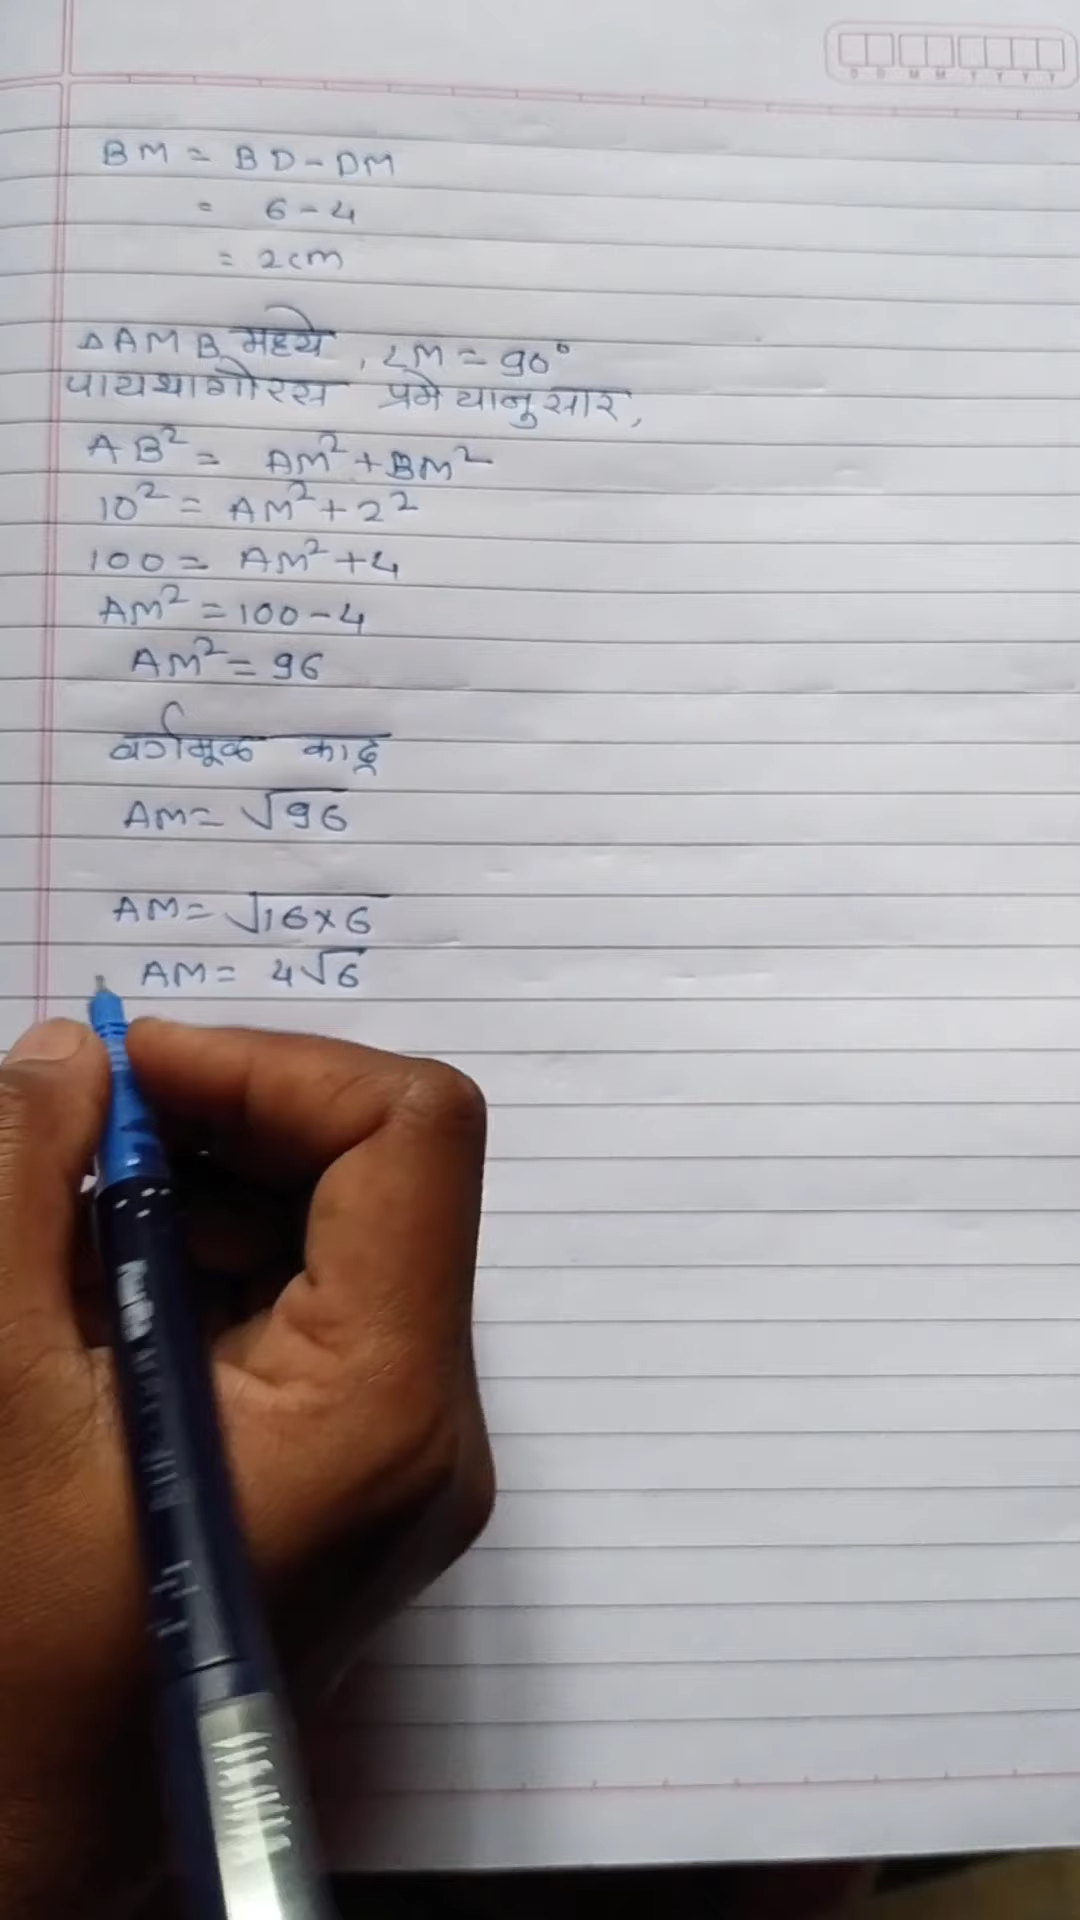 D D M M Y Y Y Y
BM = BD - DM
= 6 - 4
= 2cm
△AMB मध्ये, ∠M = 90°
पायथागोरस प्रमेयानुसार,
AB² = AM² + BM²
10² = AM² + 2²
100 = AM² + 4
AM² = 100 - 4
AM² = 96
वर्गमूळ काढू
AM = √96
AM = √16×6
AM = 4√6